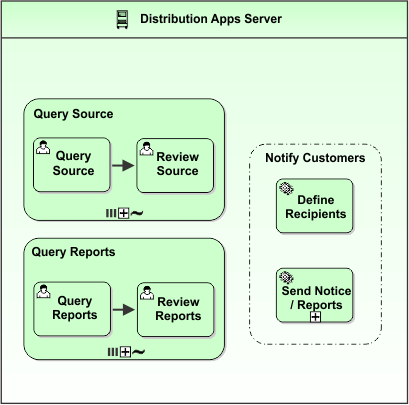 Distribution Apps Server
Query Source
Query
Source
Review
Source
Notify Customers
Define
Recipients
Query Reports
Query
Reports
Review
Reports
Send Notice
/ Reports